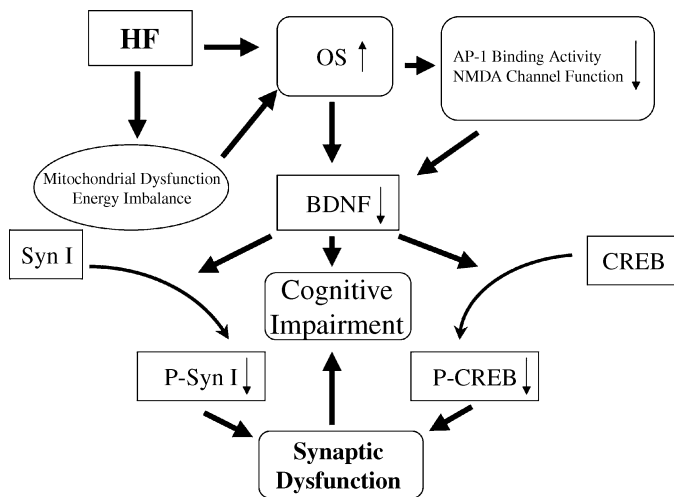 HF
OS
AP-1 Binding Activity
NMDA Channel Function
Mitochondrial Dysfunction
Energy Imbalance
BDNF
Syn I
CREB
Cognitive
Impairment
P-Syn I
P-CREB
Synaptic
Dysfunction